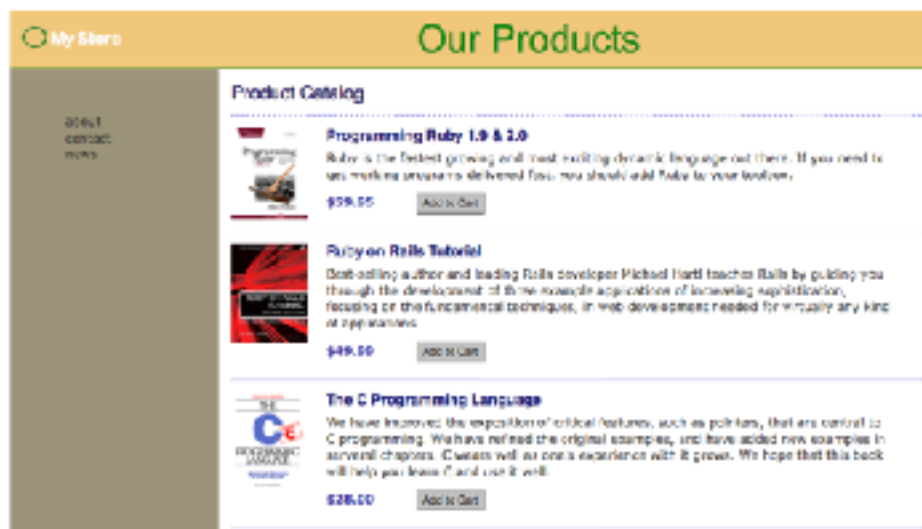 My Store
Our Products
about
contact
news
Product Catalog
Programming Ruby 1.9 & 2.0
Ruby is the fastest growing and most exciting dynamic language out there. If you need to
get working programs delivered fast, you should add Ruby to your toolbox.
Add to Cart
Ruby on Rails Tutorial
Best-selling author and leading Rails developer Michael Hartl teaches Rails by guiding you
through the development of three example applications of increasing sophistication,
focusing on the fundamental techniques, in web development needed for virtually any kind
of applications
$49.99
Add to Cart
THE
C
PROGRAMMING
LANGUAGE
The C Programming Language
We have improved the exposition of critical features, such as pointers, that are central to
C programming. We have refined the original examples, and have added new examples in
several chapters. C wears well as one's experience with it grows. We hope that this book
will help you learn C and use it well.
$28.00
Add to Cart